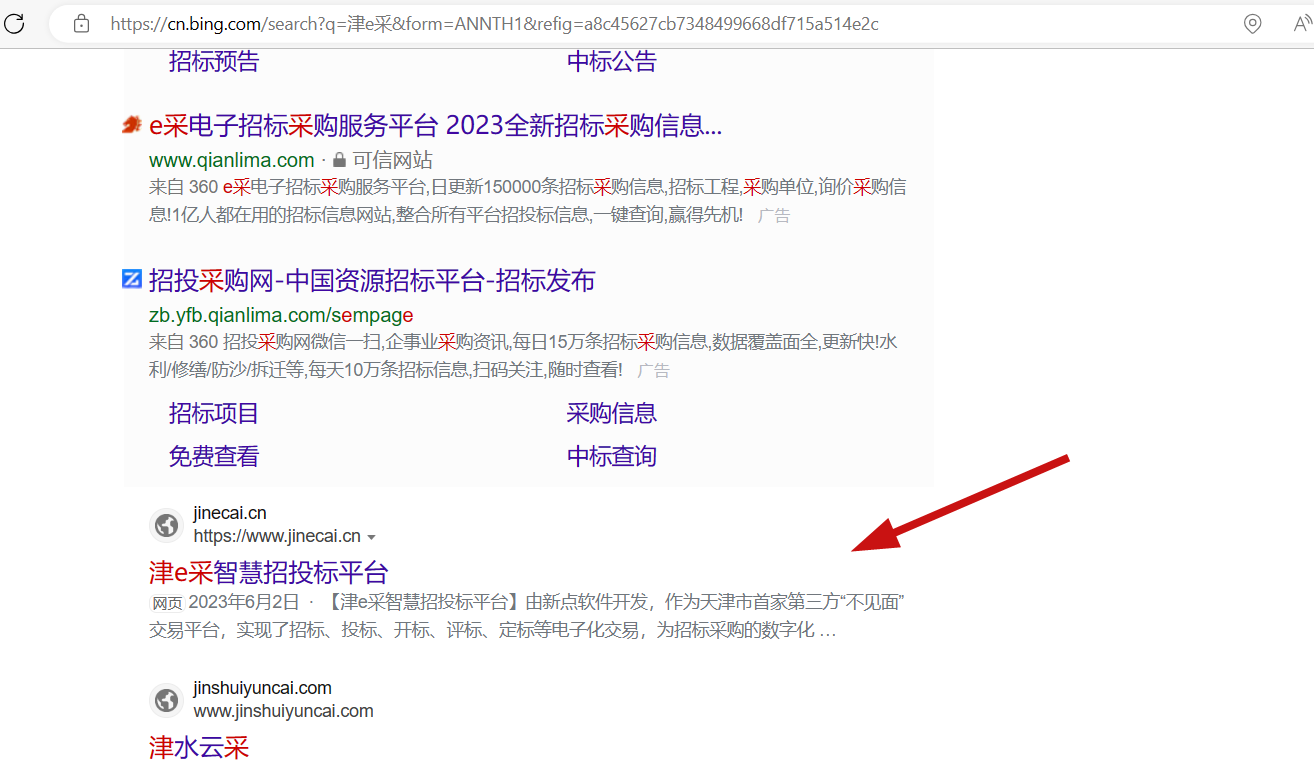 https://cn.bing.com/search?q=津e采&form=ANNTH1&refig=a8c45627cb7348499668df715a514e2c
招标预告 中标公告
e采电子招标采购服务平台 2023全新招标采购信息...
www.qianlima.com · 可信网站
来自 360 e采电子招标采购服务平台,日更新150000条招标采购信息,招标工程,采购单位,询价采购信
息!1亿人都在用的招标信息网站,整合所有平台招投标信息,一键查询,赢得先机! 广告
招投采购网-中国资源招标平台-招标发布
zb.yfb.qianlima.com/sempage
来自 360 招投采购网微信一扫,企事业采购资讯,每日15万条招标采购信息,数据覆盖面全,更新快!水
利/修缮/防沙/拆迁等,每天10万条招标信息,扫码关注,随时查看! 广告
招标项目 采购信息
免费查看 中标查询
jinecai.cn
https://www.jinecai.cn
津e采智慧招投标平台
网页 2023年6月2日 · 【津e采智慧招投标平台】由新点软件开发，作为天津市首家第三方“不见面”
交易平台，实现了招标、投标、开标、评标、定标等电子化交易，为招标采购的数字化 …
jinshuiyuncai.com
www.jinshuiyuncai.com
津水云采